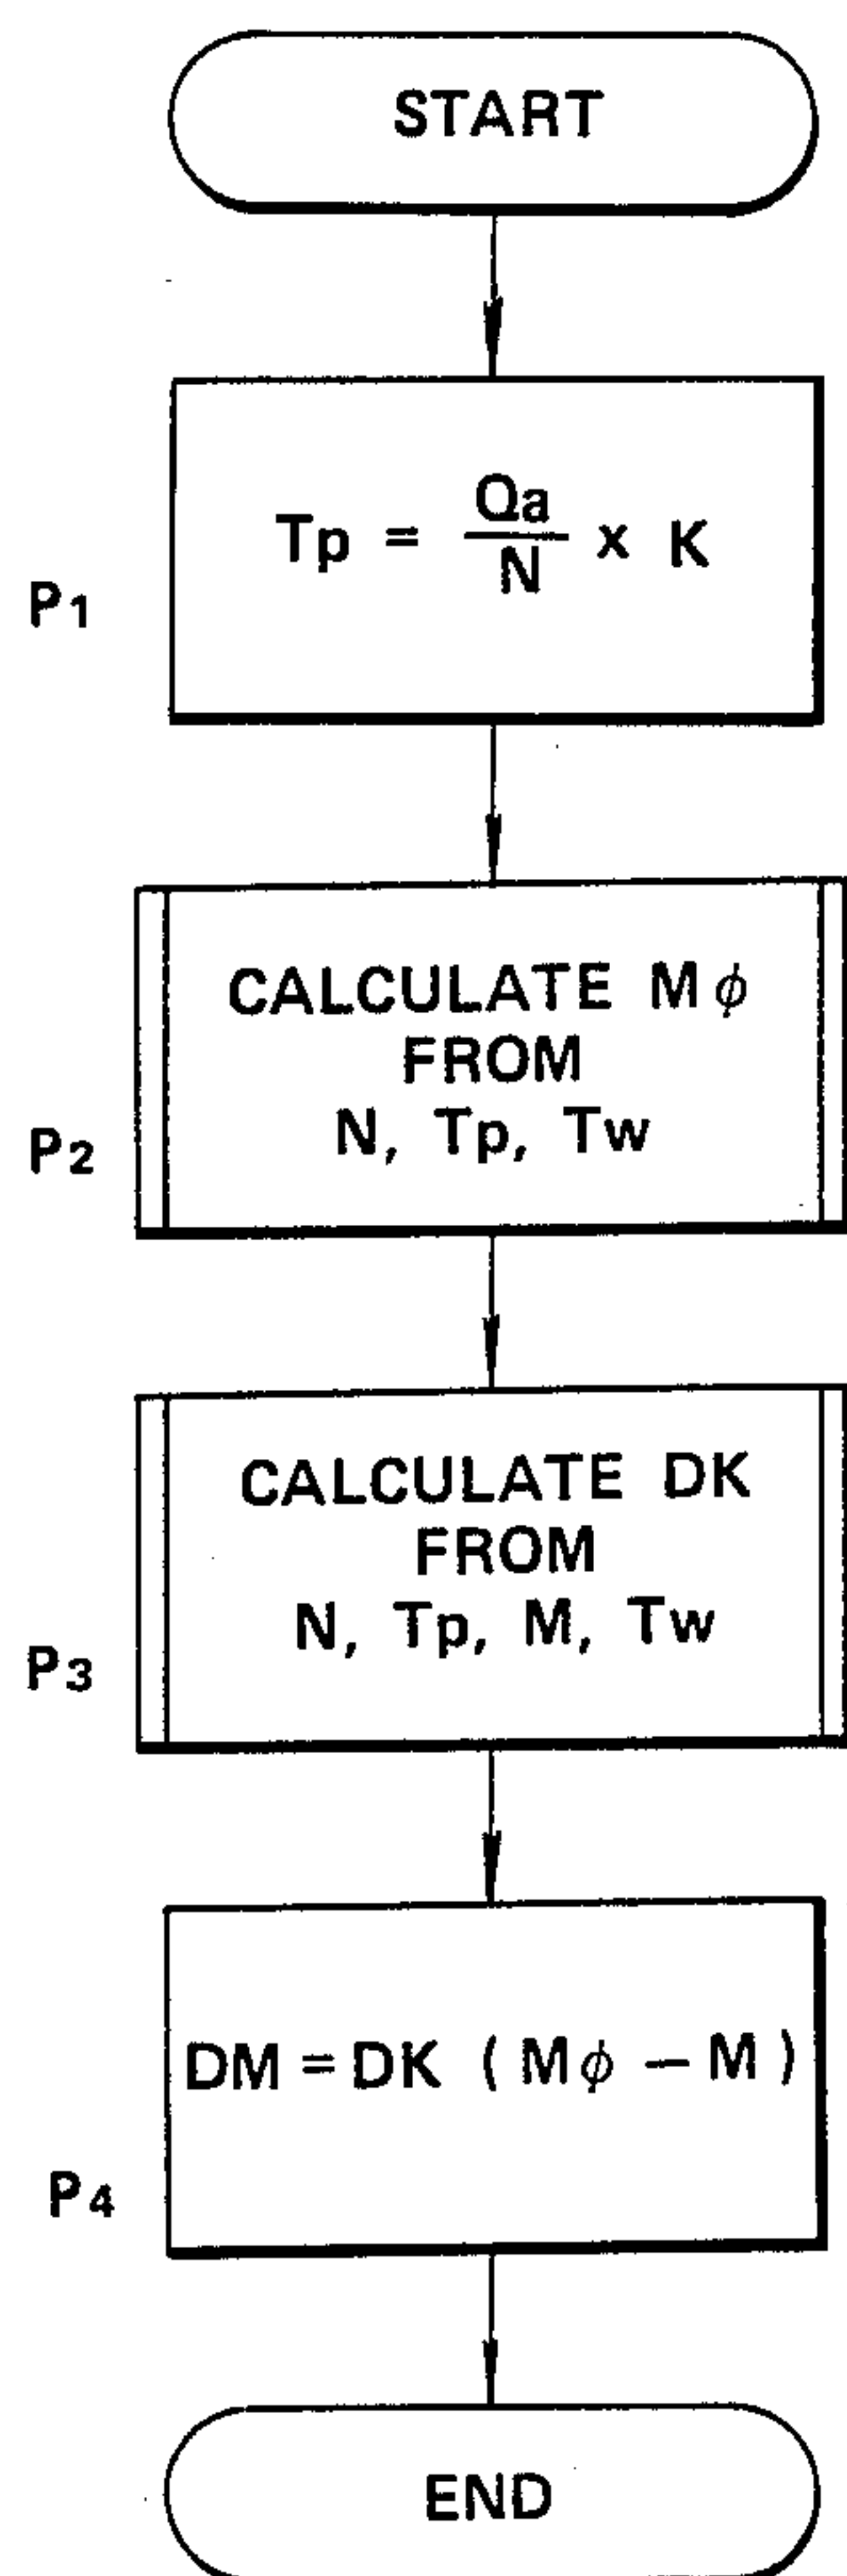 START
P1
Tp = Qa/N x K
P2
CALCULATE Mϕ
FROM
N, Tp, Tw
P3
CALCULATE DK
FROM
N, Tp, M, Tw
P4
DM = DK ( Mϕ − M )
END